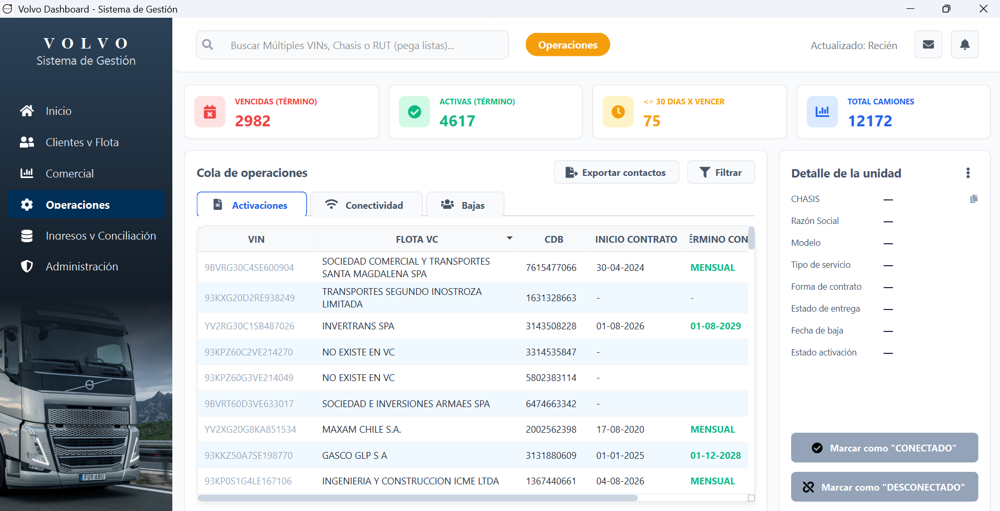 Volvo Dashboard - Sistema de Gestión
VOLVO
Sistema de Gestión
Inicio
Clientes y Flota
Comercial
Operaciones
Ingresos y Conciliación
Administración
FUY 68U
Buscar Múltiples VINs, Chasis o RUT (pega listas)...
Operaciones
Actualizado: Recién
VENCIDAS (TÉRMINO)
2982
ACTIVAS (TÉRMINO)
4617
<= 30 DIAS X VENCER
75
TOTAL CAMIONES
12172
Cola de operaciones
Exportar contactos
Filtrar
Activaciones
Conectividad
Bajas
VIN FLOTA VC CDB INICIO CONTRATO ÉRMINO CON
9BVRG30C4SE600904 SOCIEDAD COMERCIAL Y TRANSPORTES SANTA MAGDALENA SPA 7615477066 30-04-2024 MENSUAL
93KXG20D2RE938249 TRANSPORTES SEGUNDO INOSTROZA LIMITADA 1631328663 - -
YV2RG30C1SB487026 INVERTRANS SPA 3143508228 01-08-2026 01-08-2029
93KPZ60C2VE214270 NO EXISTE EN VC 3314535847 -
93KPZ60G3VE214049 NO EXISTE EN VC 5802383114 -
9BVRT60D3VE633017 SOCIEDAD E INVERSIONES ARMAES SPA 6474663342 -
YV2XG20G8KA851534 MAXAM CHILE S.A. 2002562398 17-08-2020 MENSUAL
93KKZ50A7SE198770 GASCO GLP S A 3131880609 01-01-2025 01-12-2028
93KP0S1G4LE167106 INGENIERIA Y CONSTRUCCION ICME LTDA 1367440661 04-08-2026 MENSUAL
Detalle de la unidad
CHASIS —
Razón Social —
Modelo —
Tipo de servicio —
Forma de contrato —
Estado de entrega —
Fecha de baja —
Estado activación —
Marcar como "CONECTADO"
Marcar como "DESCONECTADO"